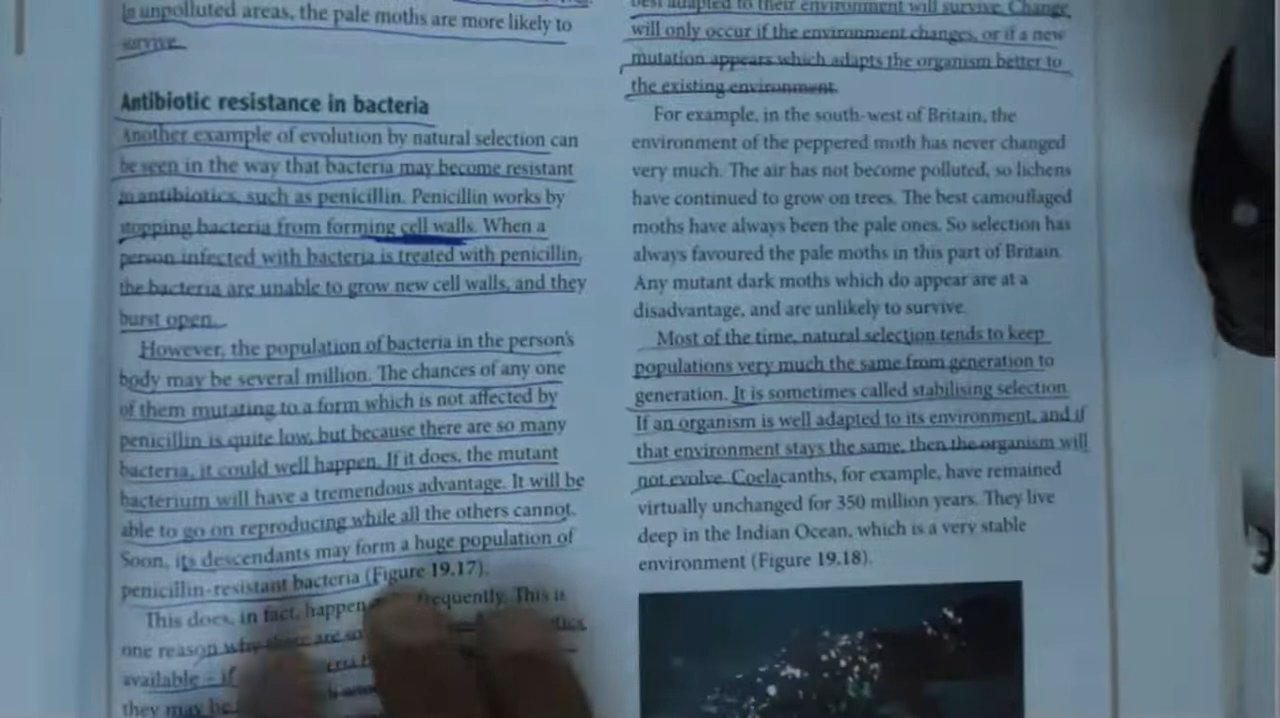 In unpolluted areas, the pale moths are more likely to
survive.
Antibiotic resistance in bacteria
Another example of evolution by natural selection can
be seen in the way that bacteria may become resistant
to antibiotics, such as penicillin. Penicillin works by
stopping bacteria from forming cell walls. When a
person infected with bacteria is treated with penicillin,
the bacteria are unable to grow new cell walls, and they
burst open.
However, the population of bacteria in the person's
body may be several million. The chances of any one
of them mutating to a form which is not affected by
penicillin is quite low, but because there are so many
bacteria, it could well happen. If it does, the mutant
bacterium will have a tremendous advantage. It will be
able to go on reproducing while all the others cannot.
Soon, its descendants may form a huge population of
penicillin-resistant bacteria (Figure 19.17).
This does, in fact, happen frequently. This is
one reason why there are so
available – if
they may be
best adapted to their environment will survive. Change
will only occur if the environment changes, or if a new
mutation appears which adapts the organism better to
the existing environment.
For example, in the south-west of Britain, the
environment of the peppered moth has never changed
very much. The air has not become polluted, so lichens
have continued to grow on trees. The best camouflaged
moths have always been the pale ones. So selection has
always favoured the pale moths in this part of Britain.
Any mutant dark moths which do appear are at a
disadvantage, and are unlikely to survive.
Most of the time, natural selection tends to keep
populations very much the same from generation to
generation. It is sometimes called stabilising selection.
If an organism is well adapted to its environment, and if
that environment stays the same, then the organism will
not evolve. Coelacanths, for example, have remained
virtually unchanged for 350 million years. They live
deep in the Indian Ocean, which is a very stable
environment (Figure 19.18).